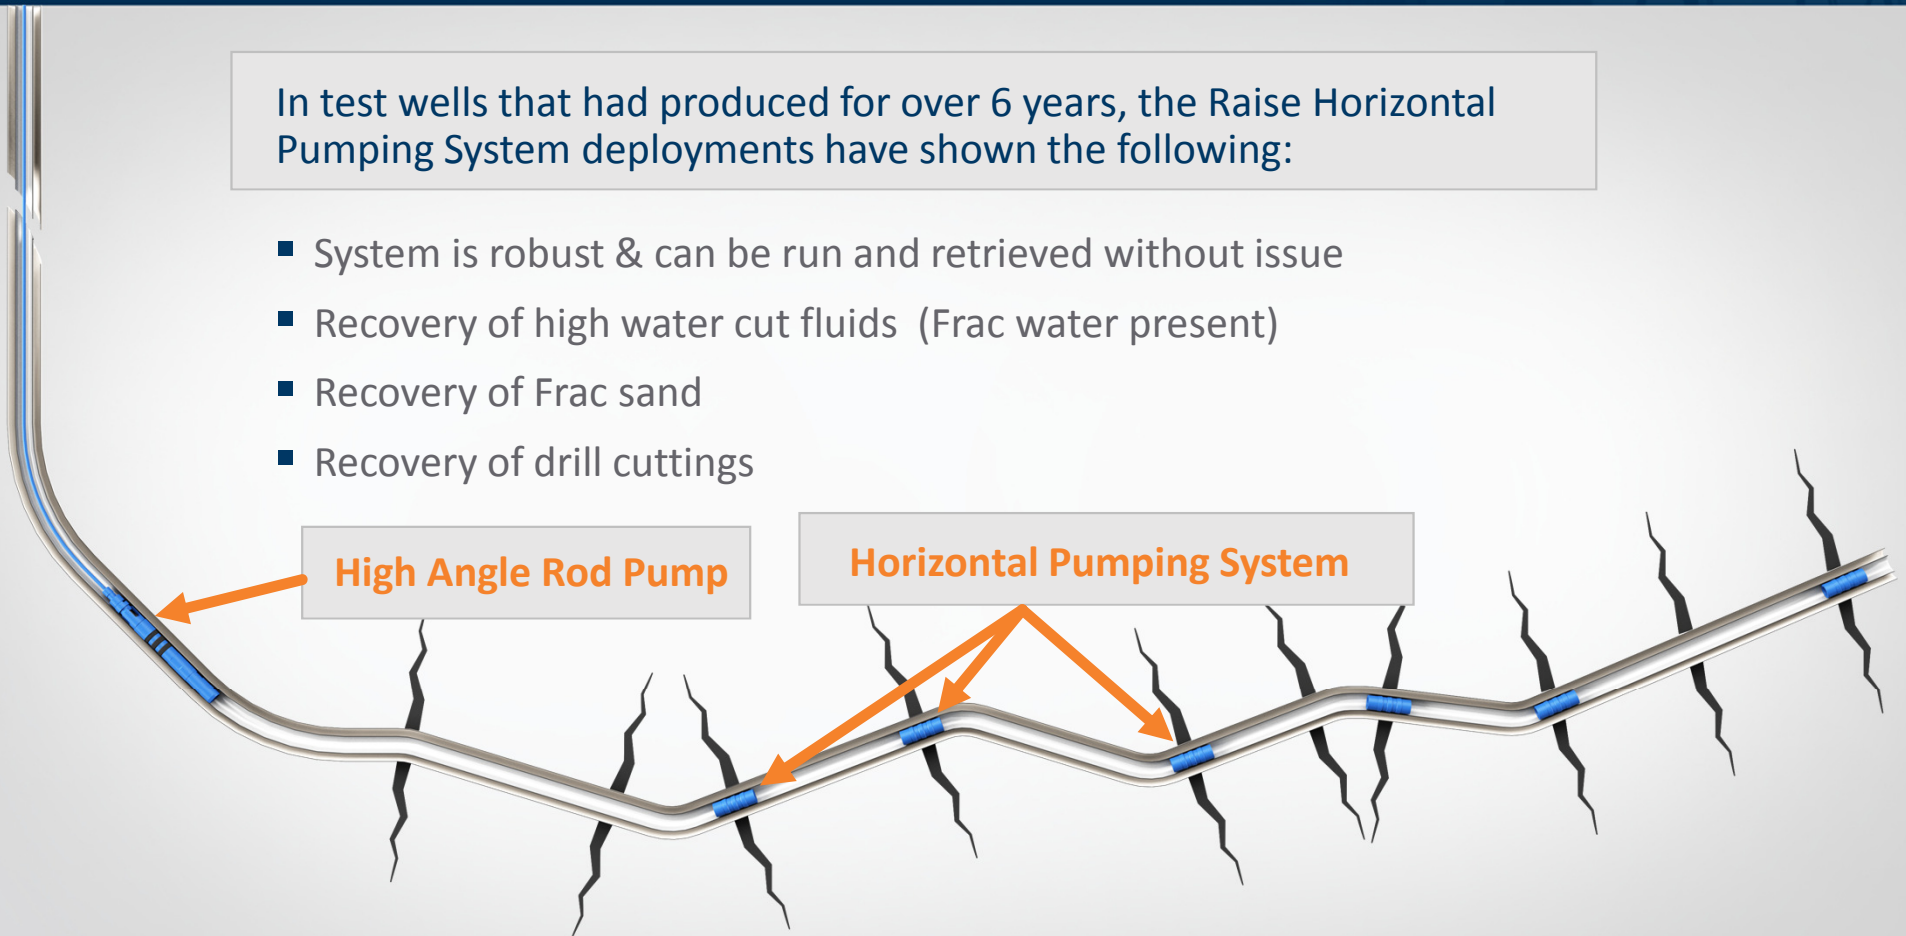 In test wells that had produced for over 6 years, the Raise Horizontal
Pumping System deployments have shown the following:
▪ System is robust & can be run and retrieved without issue
▪ Recovery of high water cut fluids (Frac water present)
▪ Recovery of Frac sand
▪ Recovery of drill cuttings
High Angle Rod Pump
Horizontal Pumping System